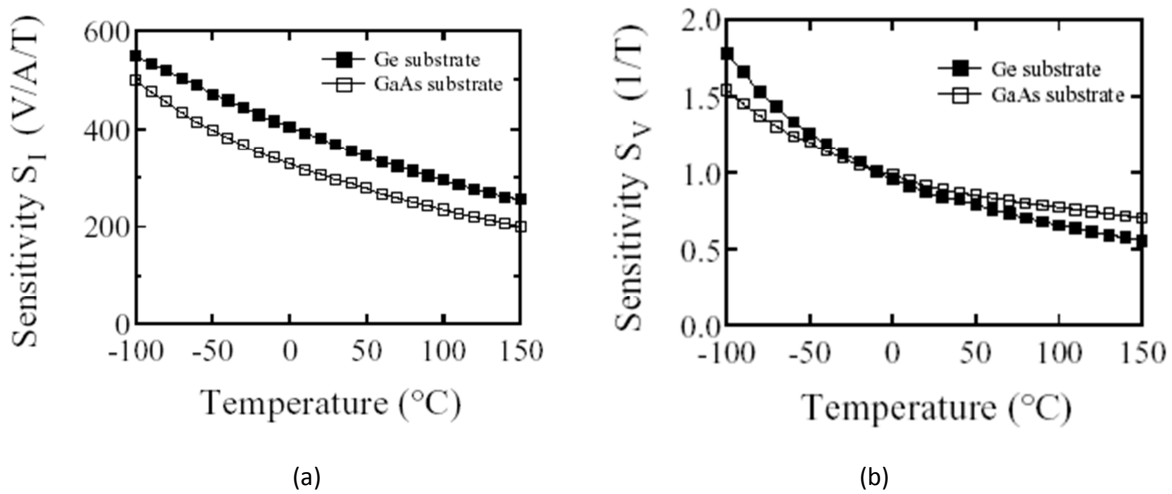 Sensitivity S_I (V/A/T)
600
400
200
0
Ge substrate
GaAs substrate
-100 -50 0 50 100 150
Temperature (°C)
(a)
Sensitivity S_V (1/T)
2.0
1.5
1.0
0.5
0.0
Ge substrate
GaAs substrate
-100 -50 0 50 100 150
Temperature (°C)
(b)